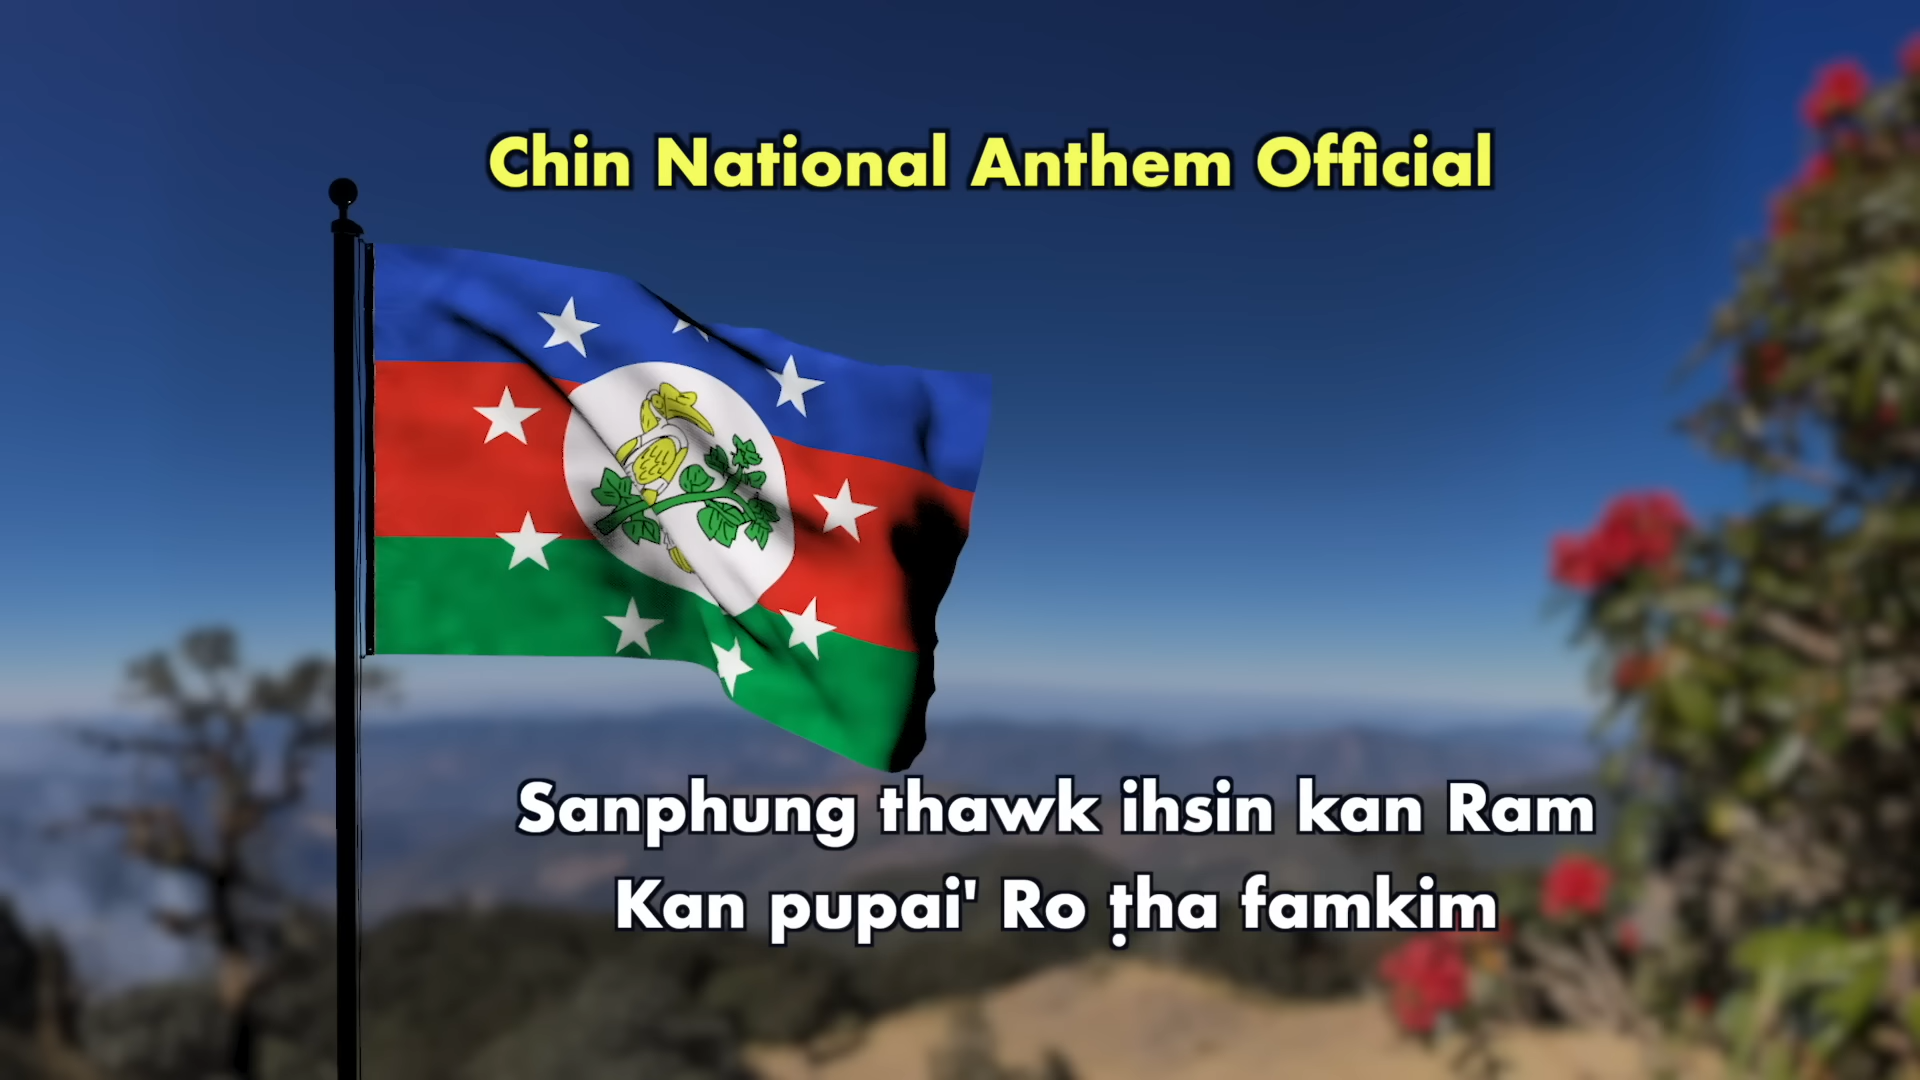 Chin National Anthem Official
Sanphung thawk ihsin kan Ram
Kan pupai' Ro ṭha famkim